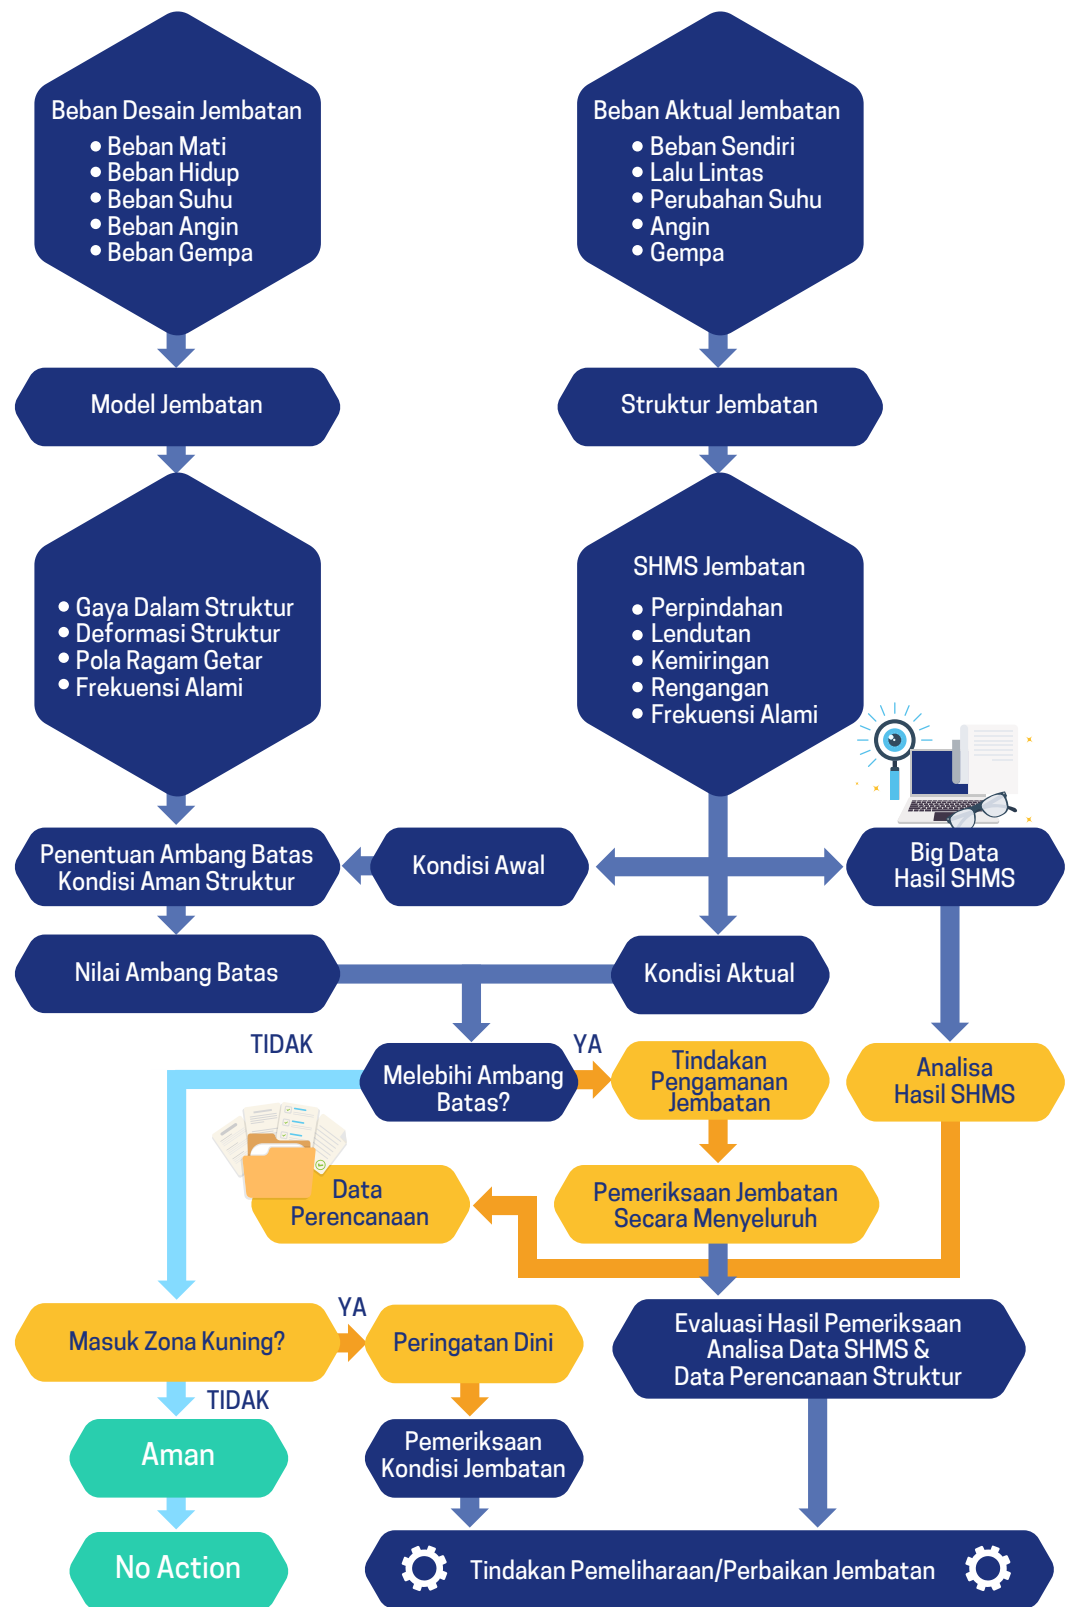 Beban Desain Jembatan
Beban Mati
Beban Hidup
Beban Suhu
Beban Angin
Beban Gempa
Beban Aktual Jembatan
Beban Sendiri
Lalu Lintas
Perubahan Suhu
Angin
Gempa
Model Jembatan
Struktur Jembatan
Gaya Dalam Struktur
Deformasi Struktur
Pola Ragam Getar
Frekuensi Alami
SHMS Jembatan
Perpindahan
Lendutan
Kemiringan
Rengangan
Frekuensi Alami
Penentuan Ambang Batas
Kondisi Aman Struktur
Kondisi Awal
Big Data
Hasil SHMS
Nilai Ambang Batas
Kondisi Aktual
TIDAK
Melebihi Ambang
Batas?
YA
Tindakan
Pengamanan
Jembatan
Analisa
Hasil SHMS
Data
Perencanaan
Pemeriksaan Jembatan
Secara Menyeluruh
Masuk Zona Kuning?
YA
Peringatan Dini
Evaluasi Hasil Pemeriksaan
Analisa Data SHMS &
Data Perencanaan Struktur
TIDAK
Aman
Pemeriksaan
Kondisi Jembatan
No Action
Tindakan Pemeliharaan/Perbaikan Jembatan